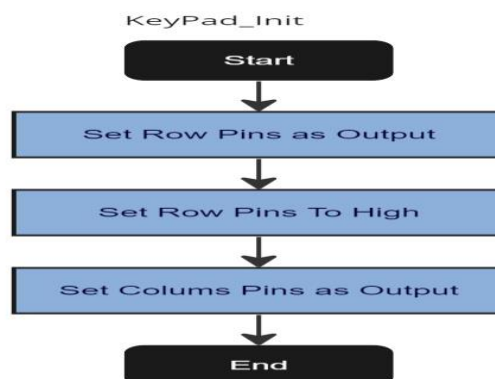 KeyPad_Init
Start
Set Row Pins as Output
Set Row Pins To High
Set Colums Pins as Output
End